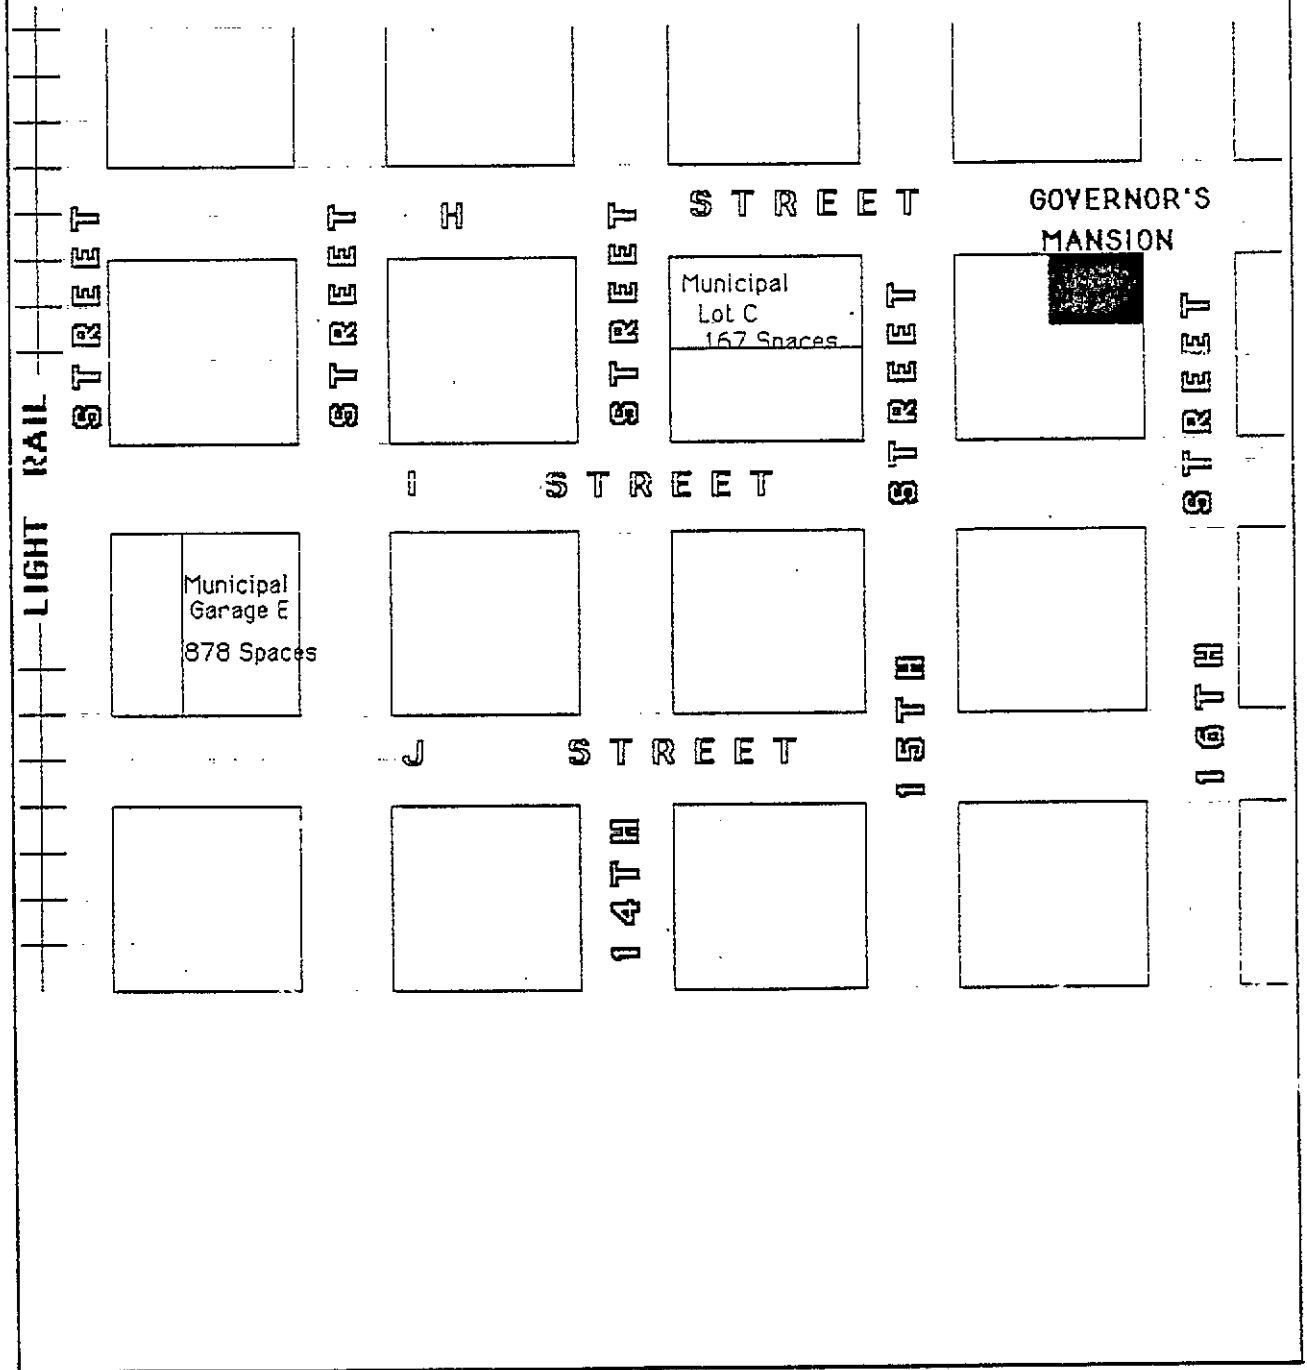 H STREET
GOVERNOR'S
MANSION
Municipal
Lot C
167 Spaces
STREET
STREET
14TH STREET
15TH STREET
16TH STREET
LIGHT RAIL
I STREET
Municipal
Garage E
878 Spaces
J STREET